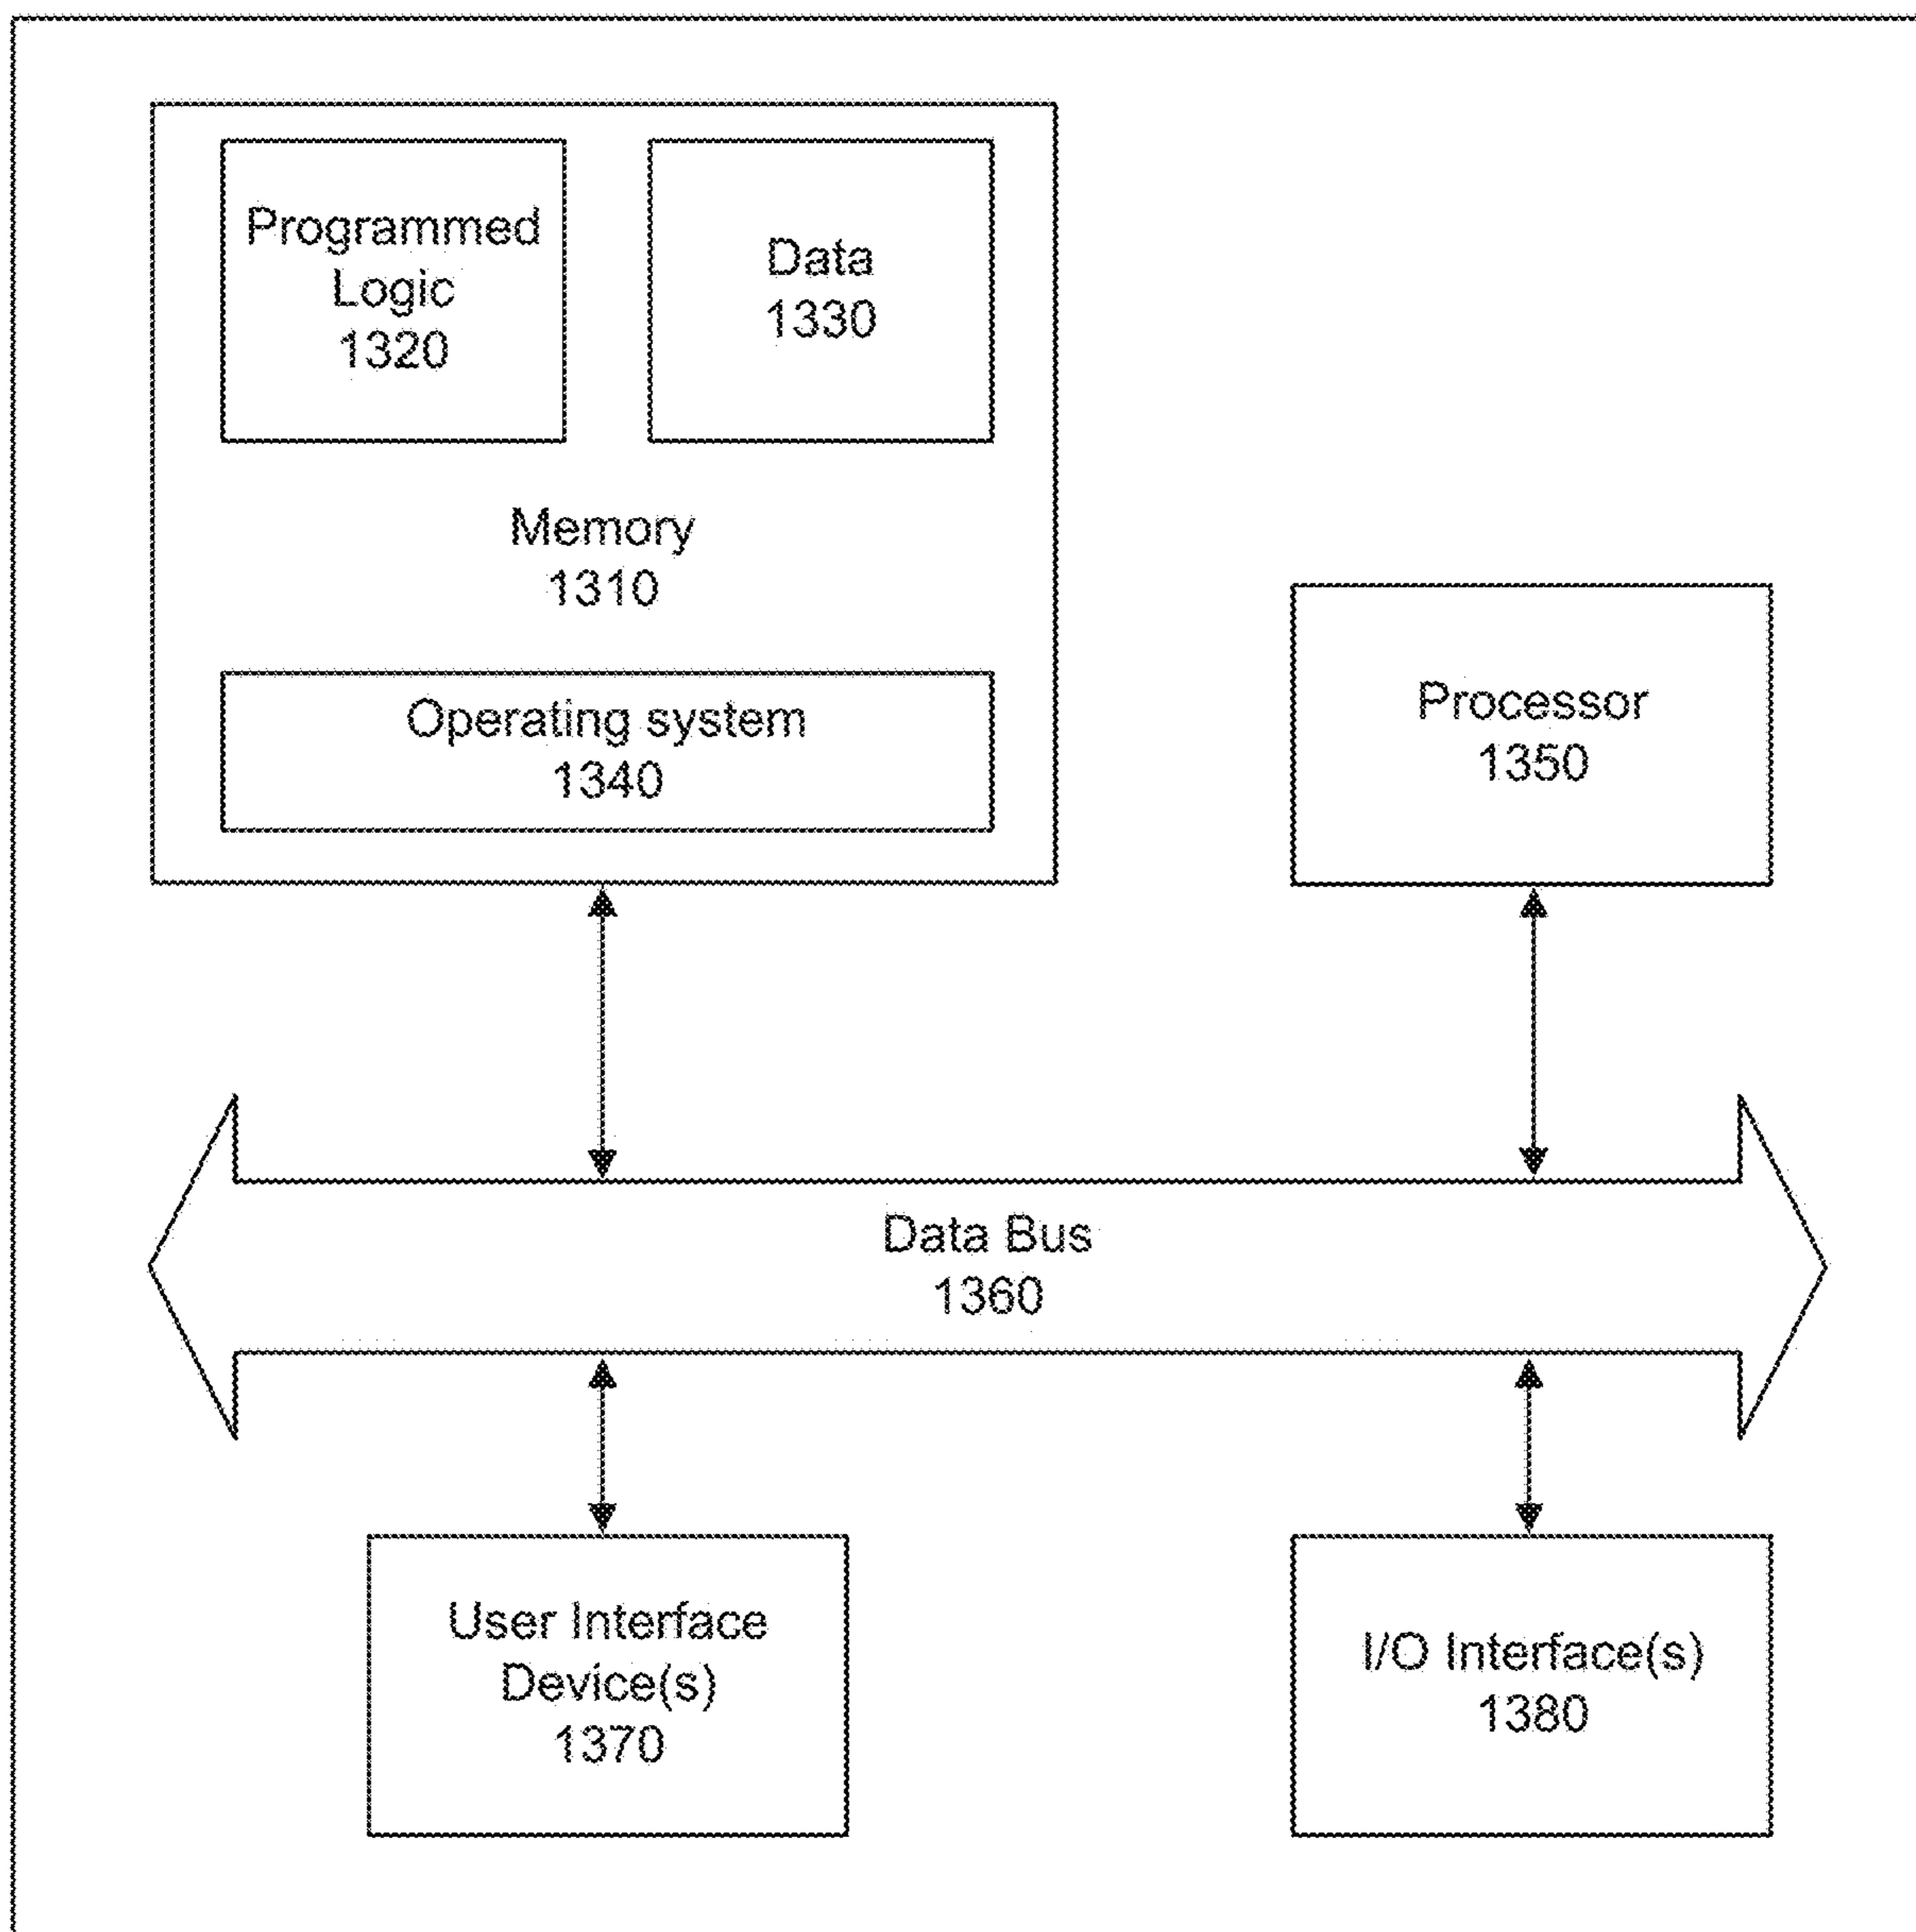 Programmed
Logic
1320
Data
1330
Memory
1310
Operating system
1340
Processor
1350
Data Bus
1360
User Interface
Device(s)
1370
I/O Interface(s)
1380